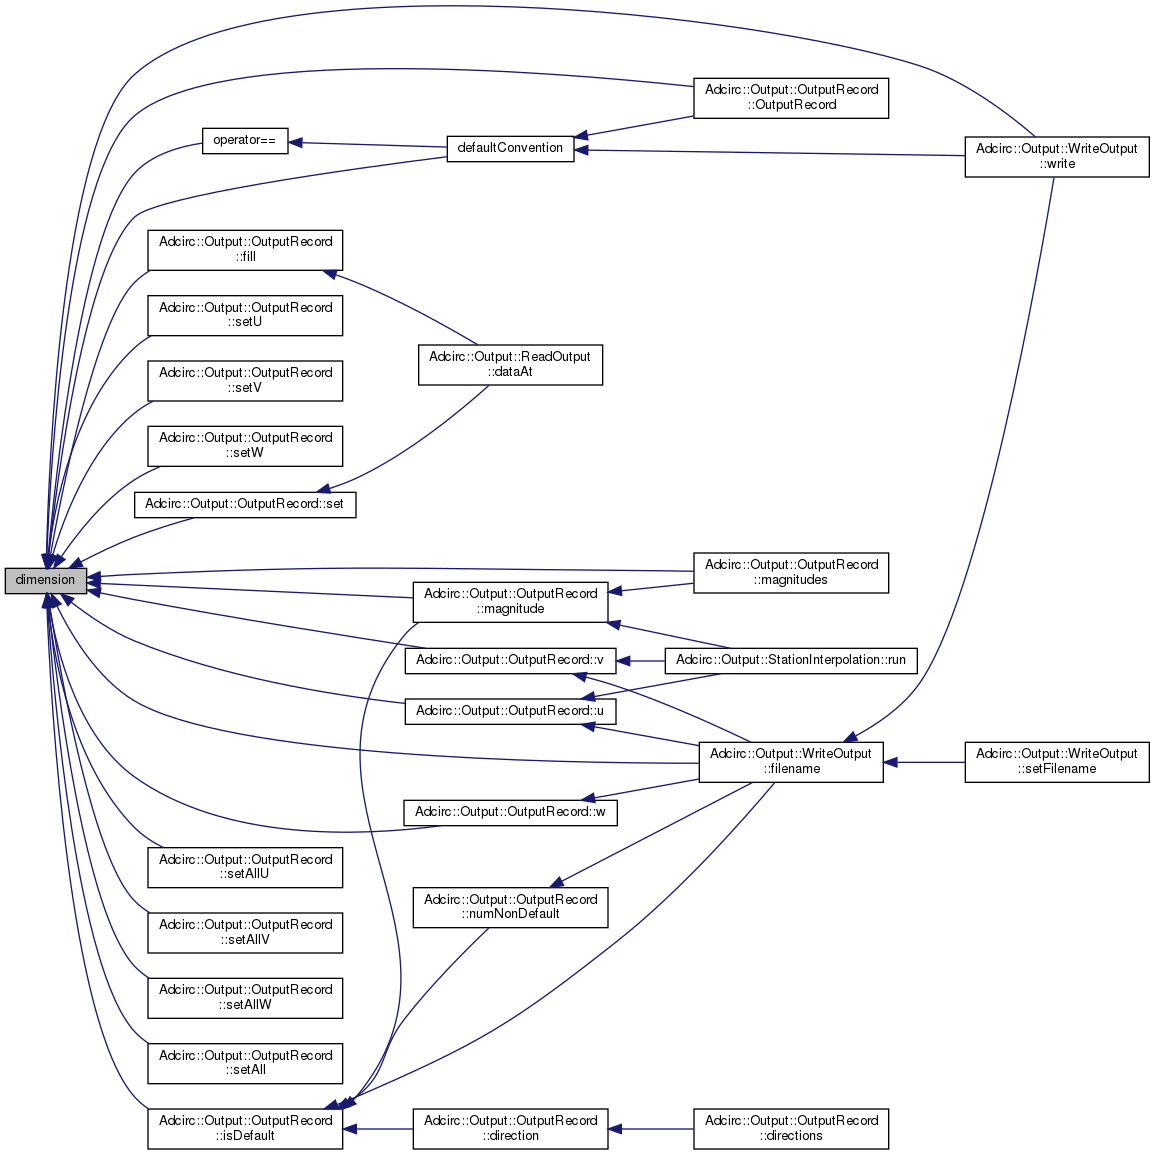 Adcirc::Output::OutputRecord
::OutputRecord
operator==
defaultConvention
Adcirc::Output::WriteOutput
::write
Adcirc::Output::OutputRecord
::fill
Adcirc::Output::OutputRecord
::setU
Adcirc::Output::ReadOutput
::dataAt
Adcirc::Output::OutputRecord
::setV
Adcirc::Output::OutputRecord
::setW
Adcirc::Output::OutputRecord::set
dimension
Adcirc::Output::OutputRecord
::magnitudes
Adcirc::Output::OutputRecord
::magnitude
Adcirc::Output::OutputRecord::v
Adcirc::Output::StationInterpolation::run
Adcirc::Output::OutputRecord::u
Adcirc::Output::WriteOutput
::filename
Adcirc::Output::WriteOutput
::setFilename
Adcirc::Output::OutputRecord::w
Adcirc::Output::OutputRecord
::setAllU
Adcirc::Output::OutputRecord
::numNonDefault
Adcirc::Output::OutputRecord
::setAllV
Adcirc::Output::OutputRecord
::setAllW
Adcirc::Output::OutputRecord
::setAll
Adcirc::Output::OutputRecord
::isDefault
Adcirc::Output::OutputRecord
::direction
Adcirc::Output::OutputRecord
::directions